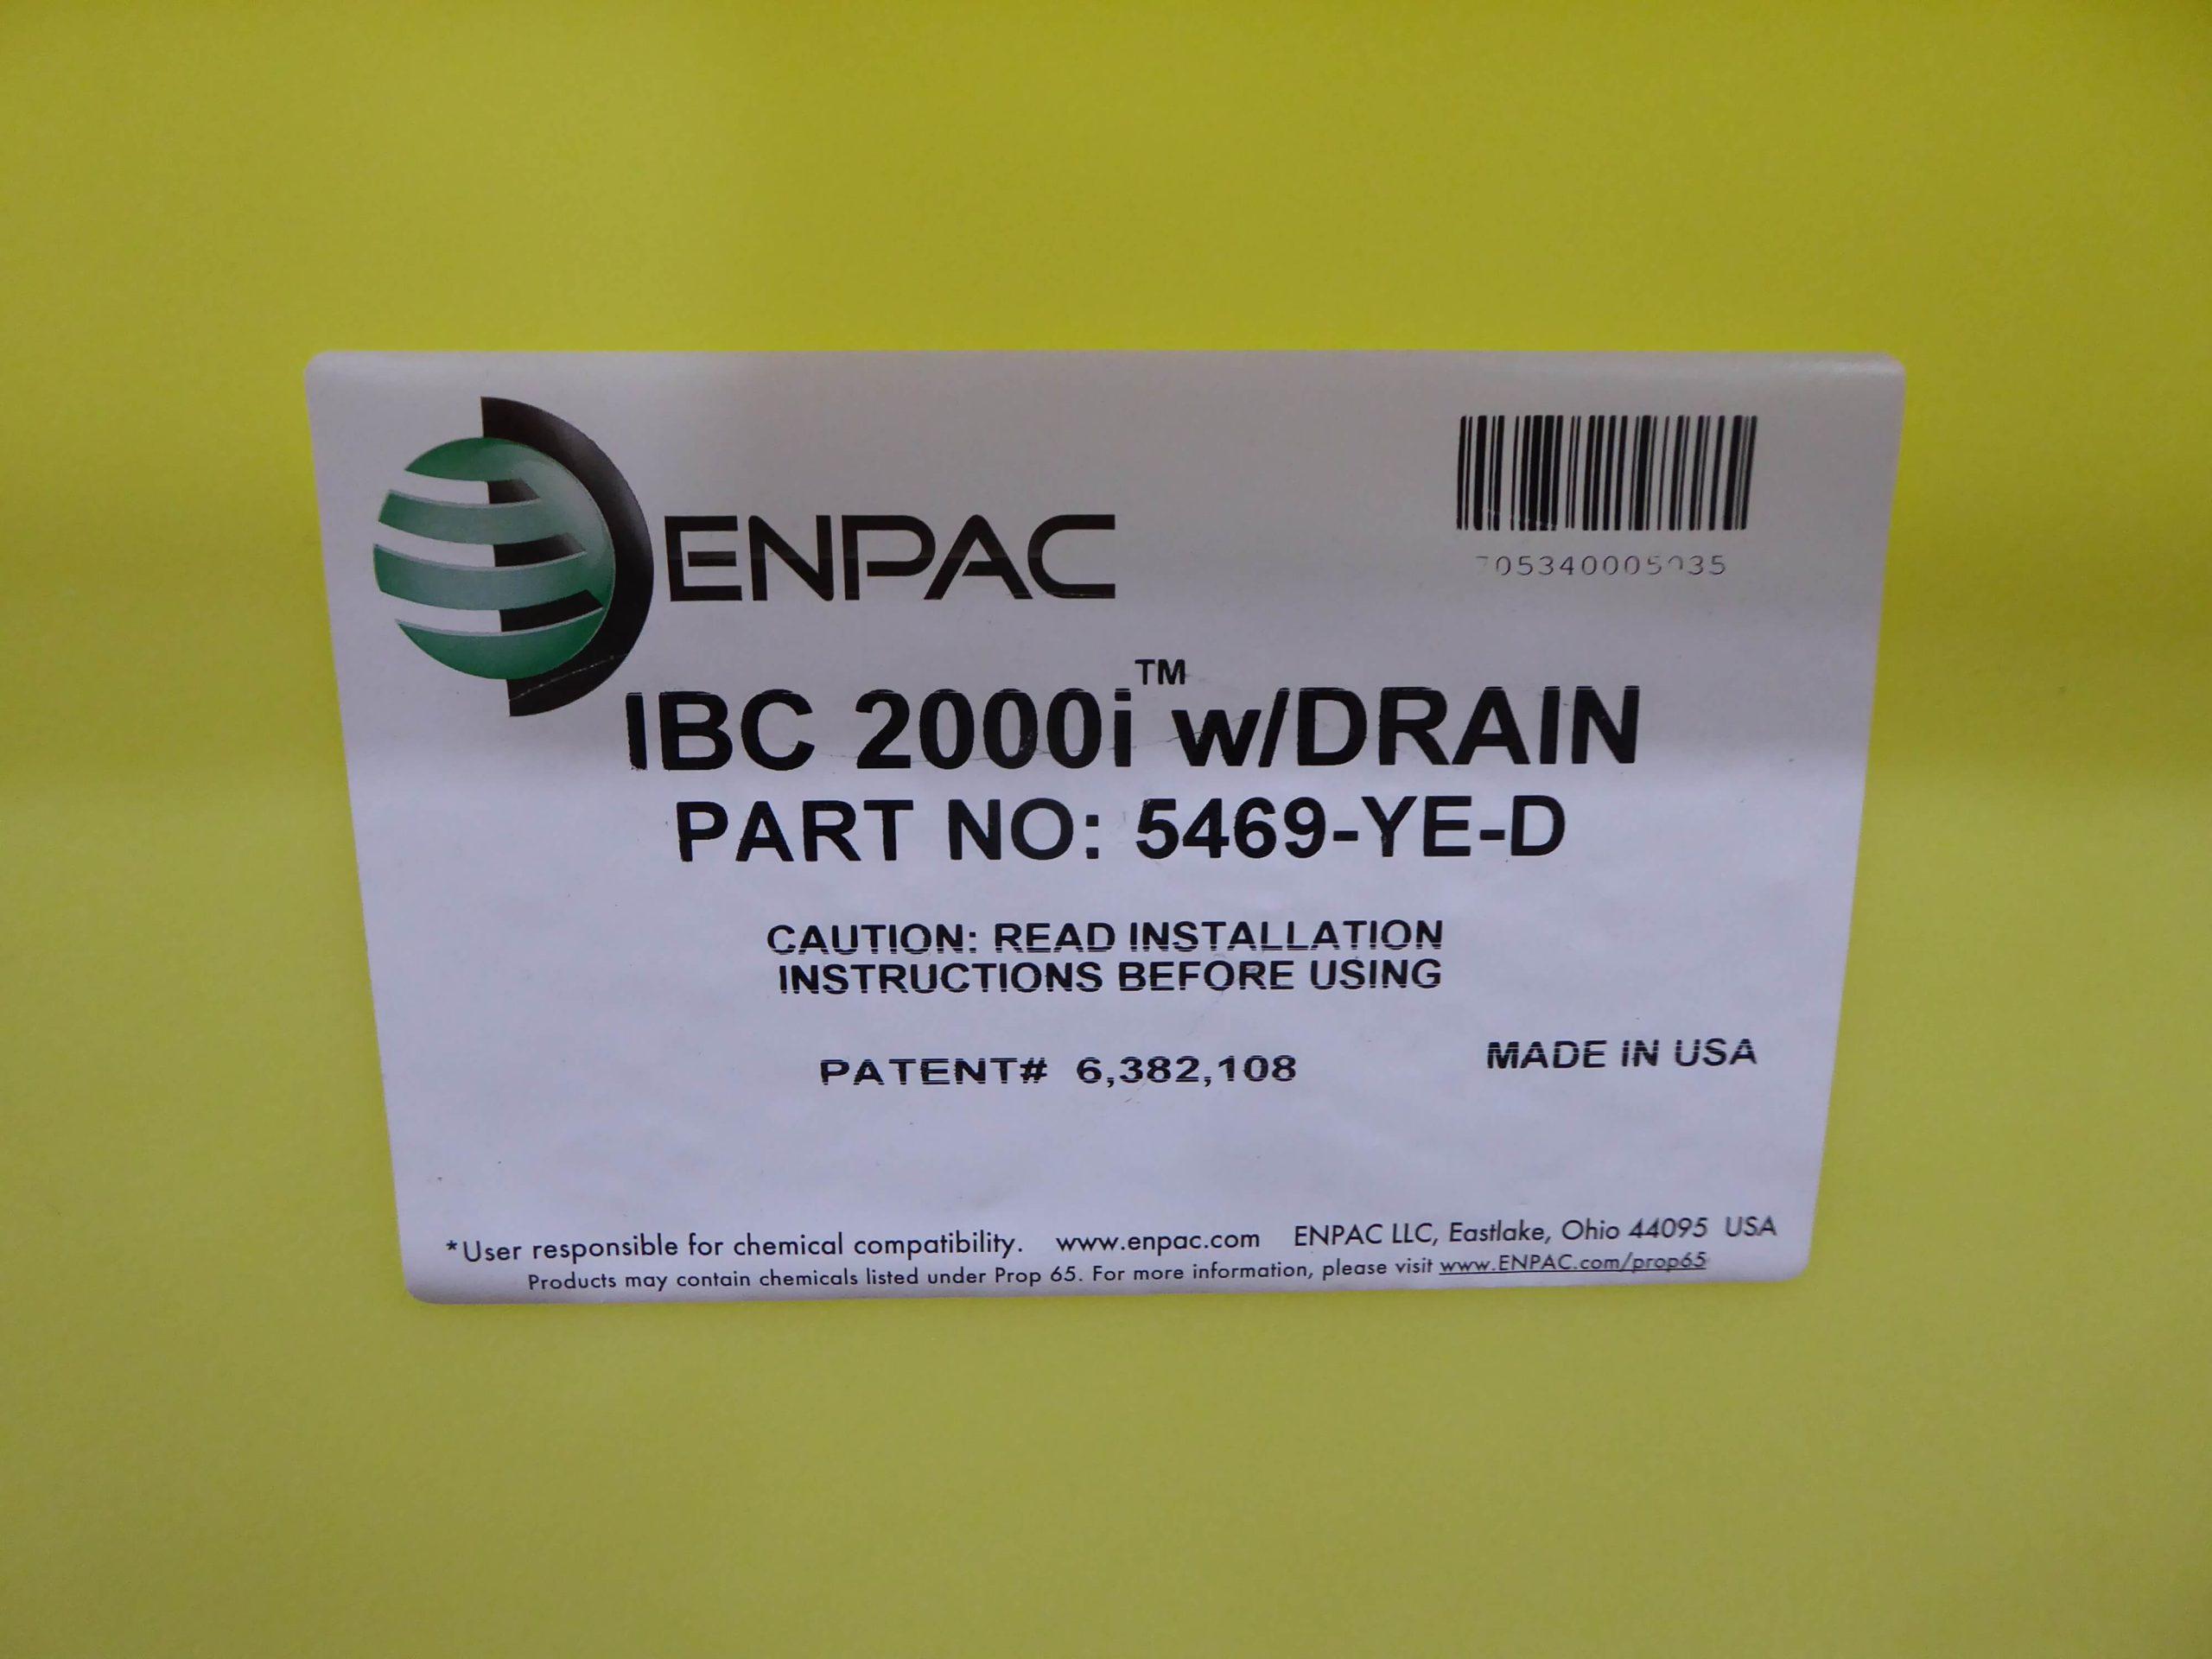 ENPAC
IBC 2000i™ w/DRAIN
PART NO: 5469-YE-D
CAUTION: READ INSTALLATION
INSTRUCTIONS BEFORE USING
PATENT# 6,382,108
MADE IN USA
*User responsible for chemical compatibility. www.enpac.com ENPAC LLC, Eastlake, Ohio 44095 USA
Products may contain chemicals listed under Prop 65. For more information, please visit www.ENPAC.com/prop65